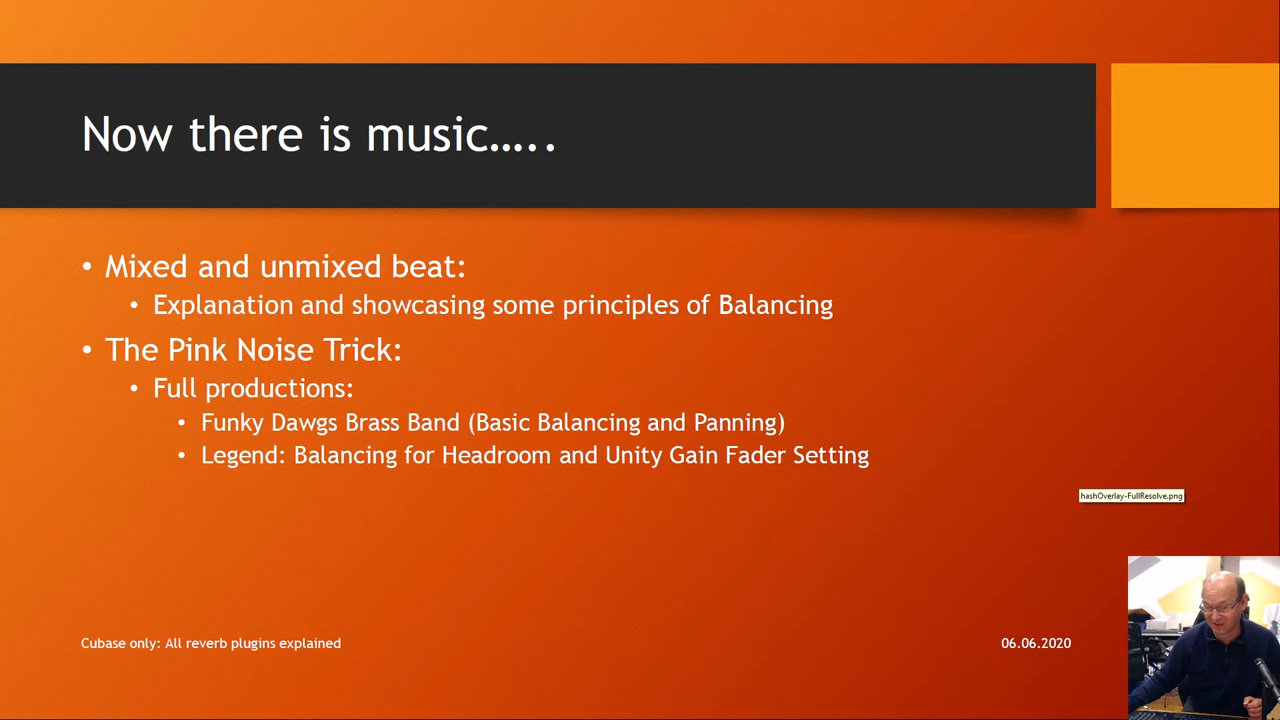 Now there is music…..
• Mixed and unmixed beat:
• Explanation and showcasing some principles of Balancing
• The Pink Noise Trick:
• Full productions:
• Funky Dawgs Brass Band (Basic Balancing and Panning)
• Legend: Balancing for Headroom and Unity Gain Fader Setting
hashOverlay-FullResolve.png
Cubase only: All reverb plugins explained
06.06.2020